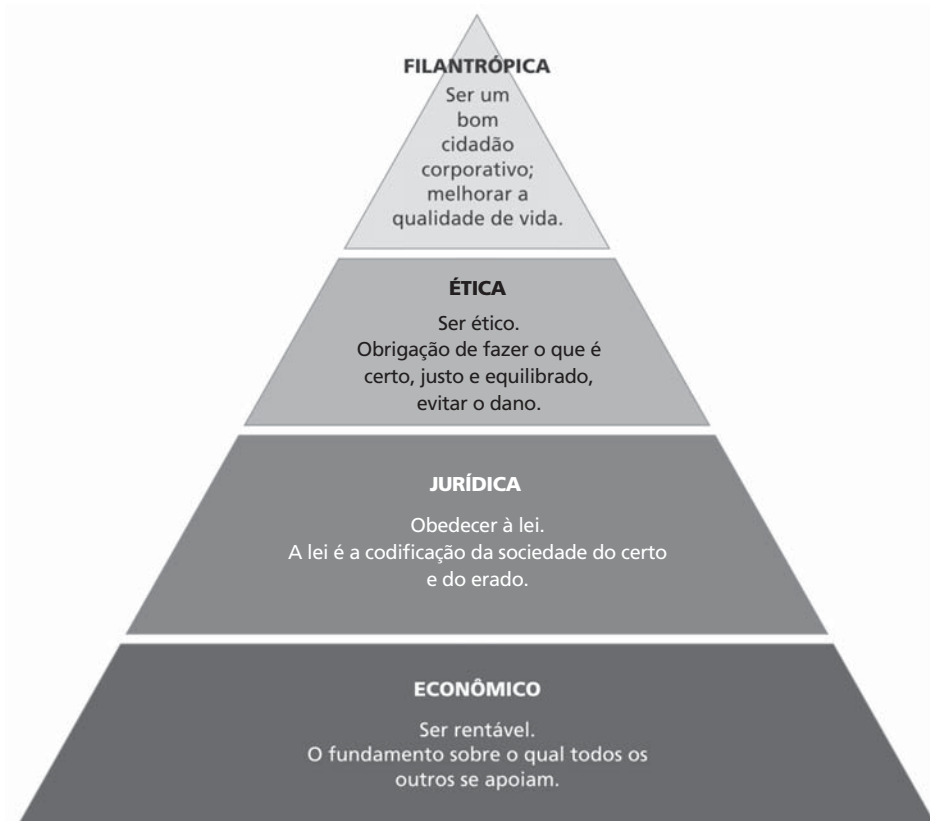 FILANTRÓPICA
Ser um
bom
cidadão
corporativo;
melhorar a
qualidade de vida.
ÉTICA
Ser ético.
Obrigação de fazer o que é
certo, justo e equilibrado,
evitar o dano.
JURÍDICA
Obedecer à lei.
A lei é a codificação da sociedade do certo
e do erado.
ECONÔMICO
Ser rentável.
O fundamento sobre o qual todos os
outros se apoiam.